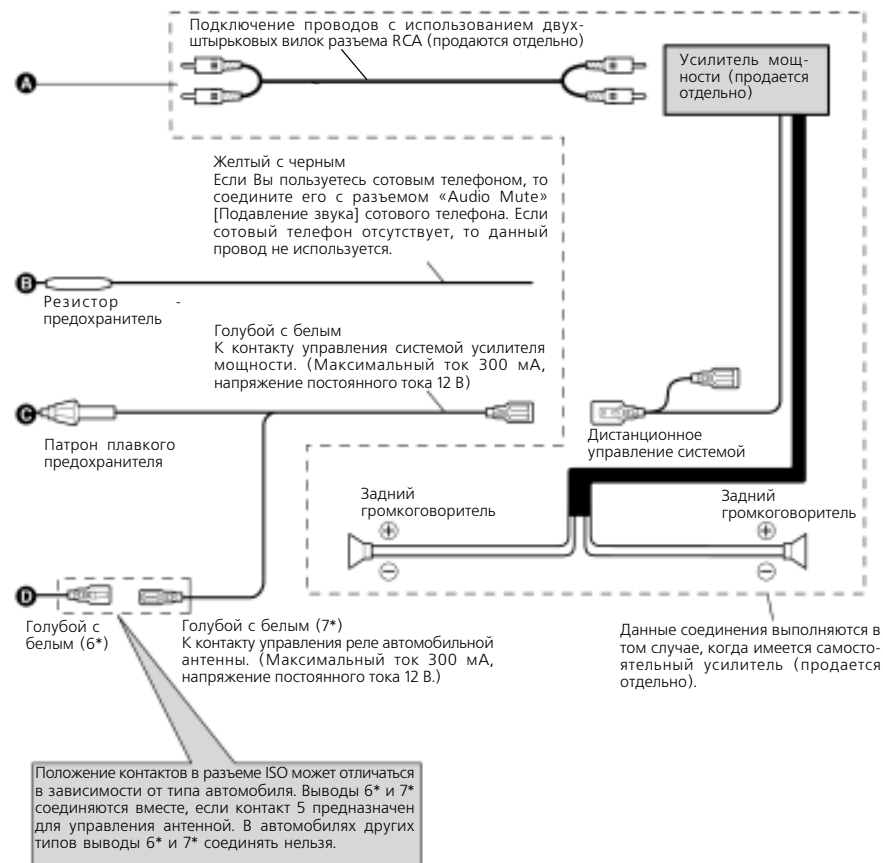 Подключение проводов с использованием двух-
штырьковых вилок разъема RCA (продаются отдельно)
Усилитель мощ-
ности (продается
отдельно)
A
Желтый с черным
Если Вы пользуетесь сотовым телефоном, то
соедините его с разъемом «Audio Mute»
[Подавление звука] сотового телефона. Если
сотовый телефон отсутствует, то данный
провод не используется.
B
Резистор -
предохранитель
Голубой с белым
К контакту управления системой усилителя
мощности. (Максимальный ток 300 мА,
напряжение постоянного тока 12 В)
C
Патрон плавкого
предохранителя
Дистанционное
управление системой
Задний
громкоговоритель
Задний
громкоговоритель
+
+
−
−
D
Голубой с
белым (6*)
Голубой с белым (7*)
К контакту управления реле автомобильной
антенны. (Максимальный ток 300 мА,
напряжение постоянного тока 12 В.)
Данные соединения выполняются в
том случае, когда имеется самосто-
ятельный усилитель (продается
отдельно).
Положение контактов в разъеме ISO может отличаться
в зависимости от типа автомобиля. Выводы 6* и 7*
соединяются вместе, если контакт 5 предназначен
для управления антенной. В автомобилях других
типов выводы 6* и 7* соединять нельзя.